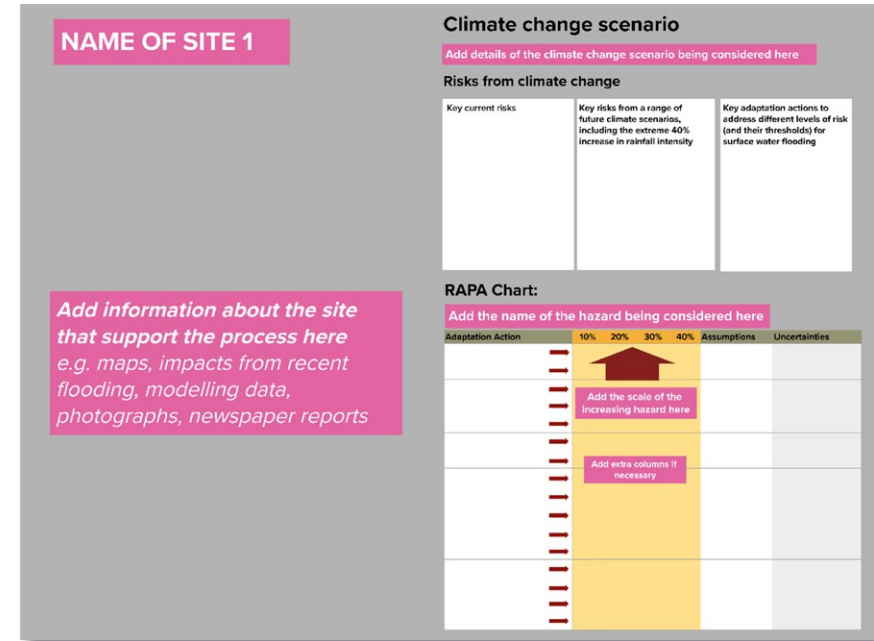 NAME OF SITE 1
Add information about the site
that support the process here
e.g. maps, impacts from recent
flooding, modelling data,
photographs, newspaper reports
Climate change scenario
Add details of the climate change scenario being considered here
Risks from climate change
Key current risks
Key risks from a range of
future climate scenarios,
including the extreme 40%
increase in rainfall intensity
Key adaptation actions to
address different levels of risk
(and their thresholds) for
surface water flooding
RAPA Chart:
Add the name of the hazard being considered here
Adaptation Action 10% 20% 30% 40% Assumptions Uncertainties
Add the scale of the
increasing hazard here
Add extra columns if
necessary